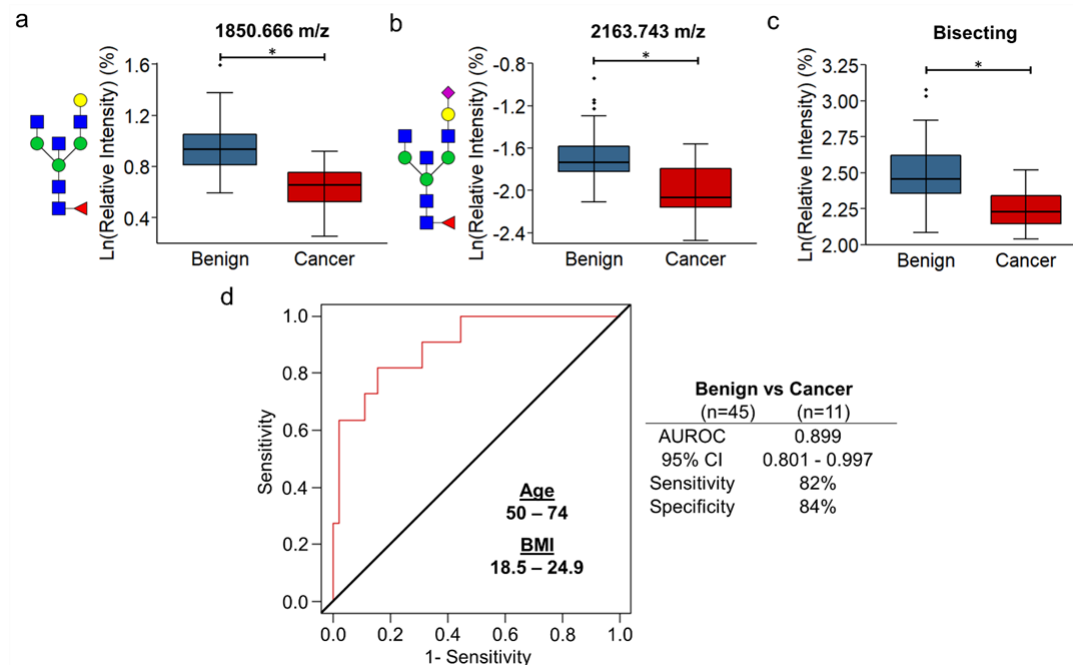 a
1850.666 m/z
*
Ln(Relative Intensity) (%)
1.6
1.2
0.8
0.4
Benign Cancer
b
2163.743 m/z
*
Ln(Relative Intensity) (%)
-0.8
-1.2
-1.6
-2.0
-2.4
Benign Cancer
c
Bisecting
*
Ln(Relative Intensity) (%)
3.25
3.00
2.75
2.50
2.25
2.00
Benign Cancer
d
Sensitivity
1.0
0.8
0.6
0.4
0.2
0.0
Age
50 – 74
BMI
18.5 – 24.9
0.0 0.2 0.4 0.6 0.8 1.0
1- Sensitivity
Benign vs Cancer
(n=45) (n=11)
AUROC 0.899
95% CI 0.801 - 0.997
Sensitivity 82%
Specificity 84%